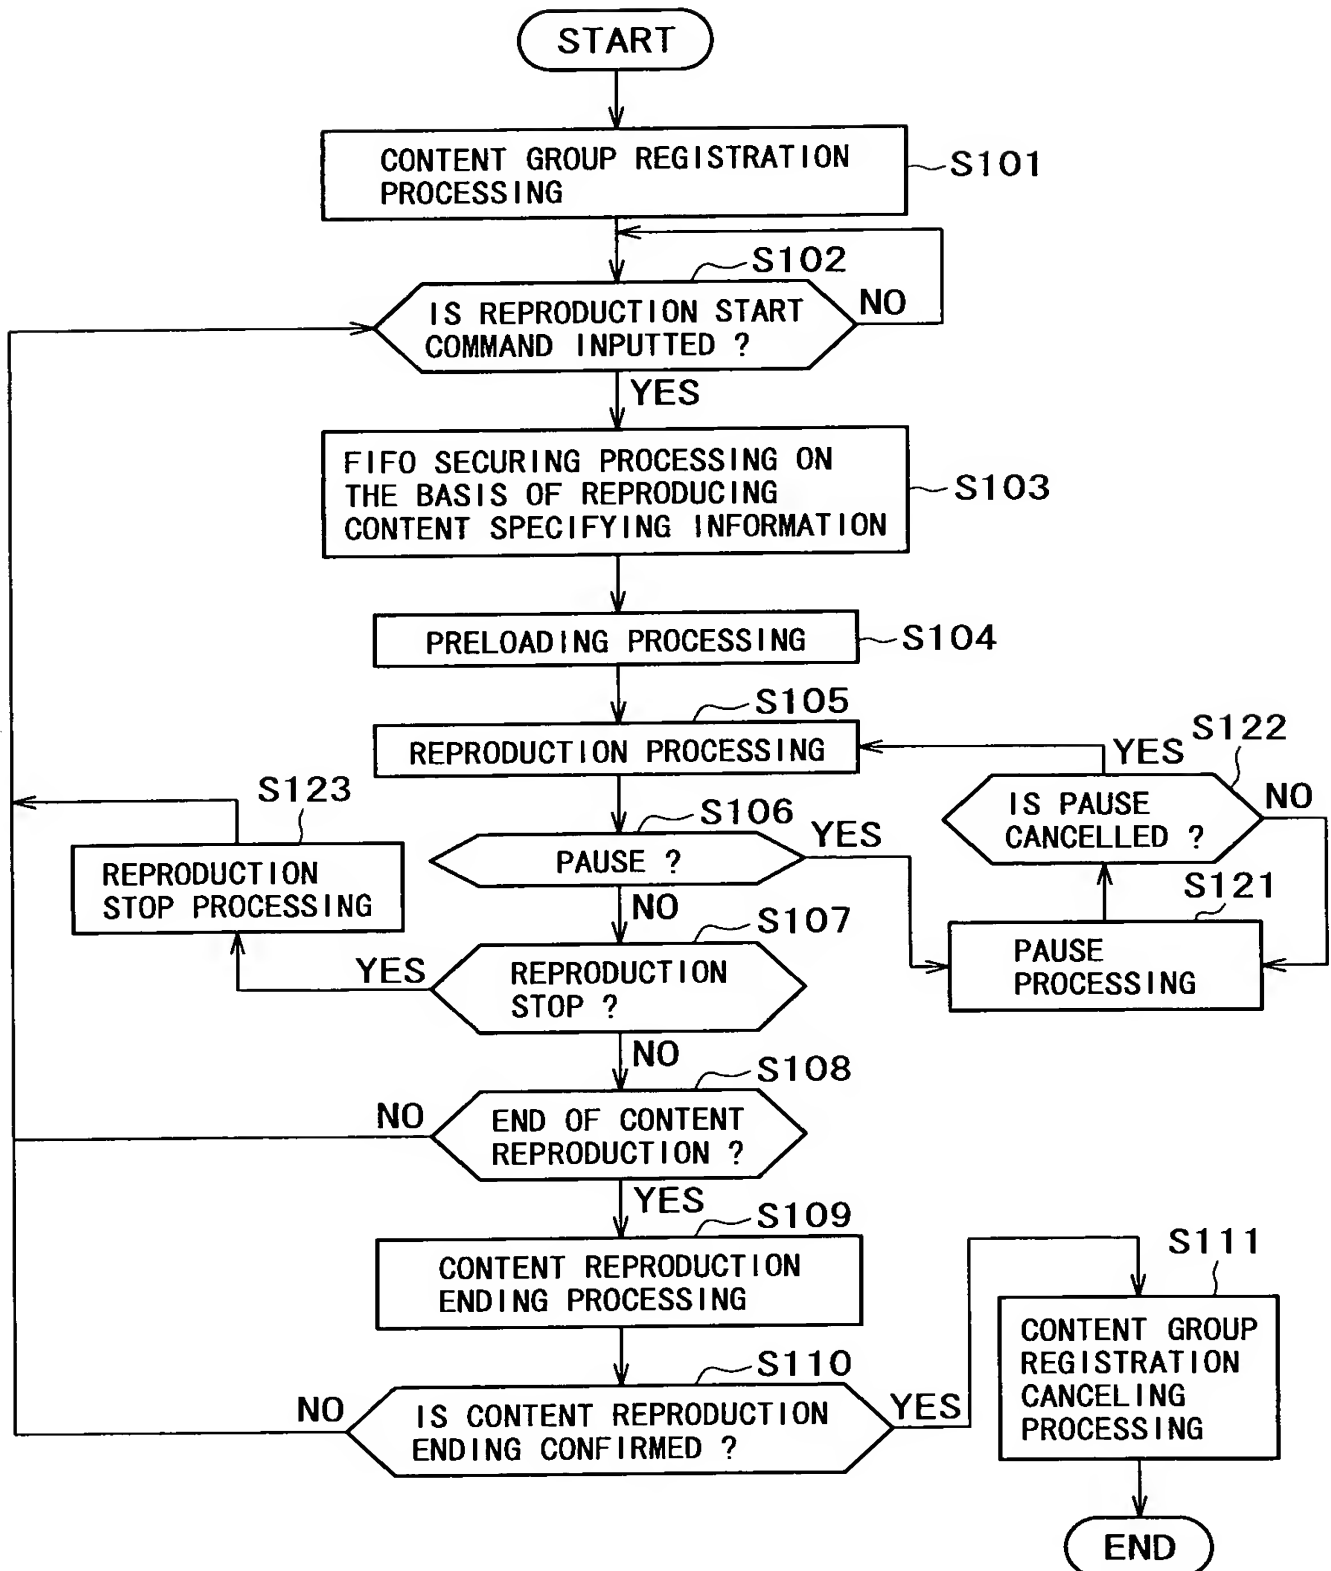 START
CONTENT GROUP REGISTRATION
PROCESSING
S101
S102
IS REPRODUCTION START
COMMAND INPUTTED ?
NO
YES
FIFO SECURING PROCESSING ON
THE BASIS OF REPRODUCING
CONTENT SPECIFYING INFORMATION
S103
PRELOADING PROCESSING
S104
S105
REPRODUCTION PROCESSING
S122
YES
IS PAUSE
CANCELLED ?
NO
S123
REPRODUCTION
STOP PROCESSING
S106
PAUSE ?
YES
NO
S121
PAUSE
PROCESSING
S107
REPRODUCTION
STOP ?
YES
NO
S108
END OF CONTENT
REPRODUCTION ?
NO
YES
S109
CONTENT REPRODUCTION
ENDING PROCESSING
S110
IS CONTENT REPRODUCTION
ENDING CONFIRMED ?
NO
YES
S111
CONTENT GROUP
REGISTRATION
CANCELING
PROCESSING
END